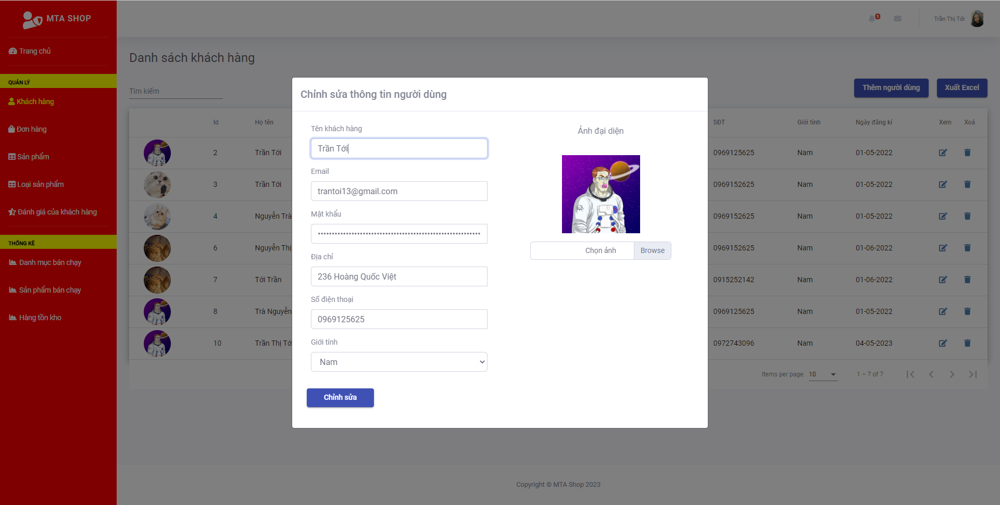 MTA SHOP
Trang chủ
QUẢN LÝ
Khách hàng
Đơn hàng
Sản phẩm
Loại sản phẩm
Đánh giá của khách hàng
THỐNG KÊ
Danh mục bán chạy
Sản phẩm bán chạy
Hàng tồn kho
1
Trần Thị Tới
Danh sách khách hàng
Tìm kiếm
Thêm người dùng
Xuất Excel
Id Họ tên SĐT Giới tính Ngày đăng kí Xem Xoá
2 Trần Tới 0969125625 Nam 01-05-2022
3 Trần Tới 0969152625 Nam 01-05-2022
4 Nguyễn Trà 0969152625 Nam 01-05-2022
6 Nguyễn Thị 0969152625 Nam 01-06-2022
7 Tới Trần 0915252142 Nam 01-06-2022
8 Trà Nguyễn 0969125625 Nam 01-05-2022
10 Trần Thị Tới 0972743096 Nam 04-05-2023
Items per page: 10 1 – 7 of 7
Chỉnh sửa thông tin người dùng
Tên khách hàng
Trần Tới
Email
trantoi13@gmail.com
Mật khẩu
Địa chỉ
236 Hoàng Quốc Việt
Số điện thoại
0969125625
Giới tính
Nam
Chỉnh sửa
Ảnh đại diện
Chọn ảnh
Browse
Copyright © MTA Shop 2023